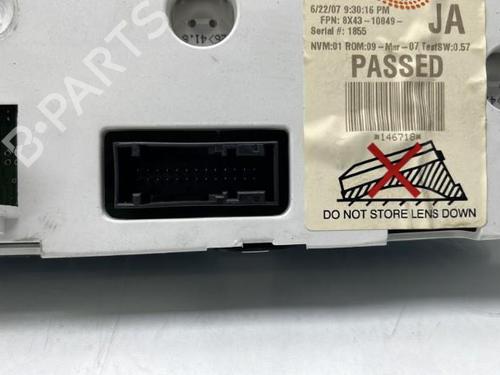 6/22/07 9:30:16 PM
FPN: 8X43-10849-
JA
Serial #: 1855
NVM:01 ROM:09-Mar-07 TestSW:0.57
PASSED
*146718*
DO NOT STORE LENS DOWN
B-PARTS